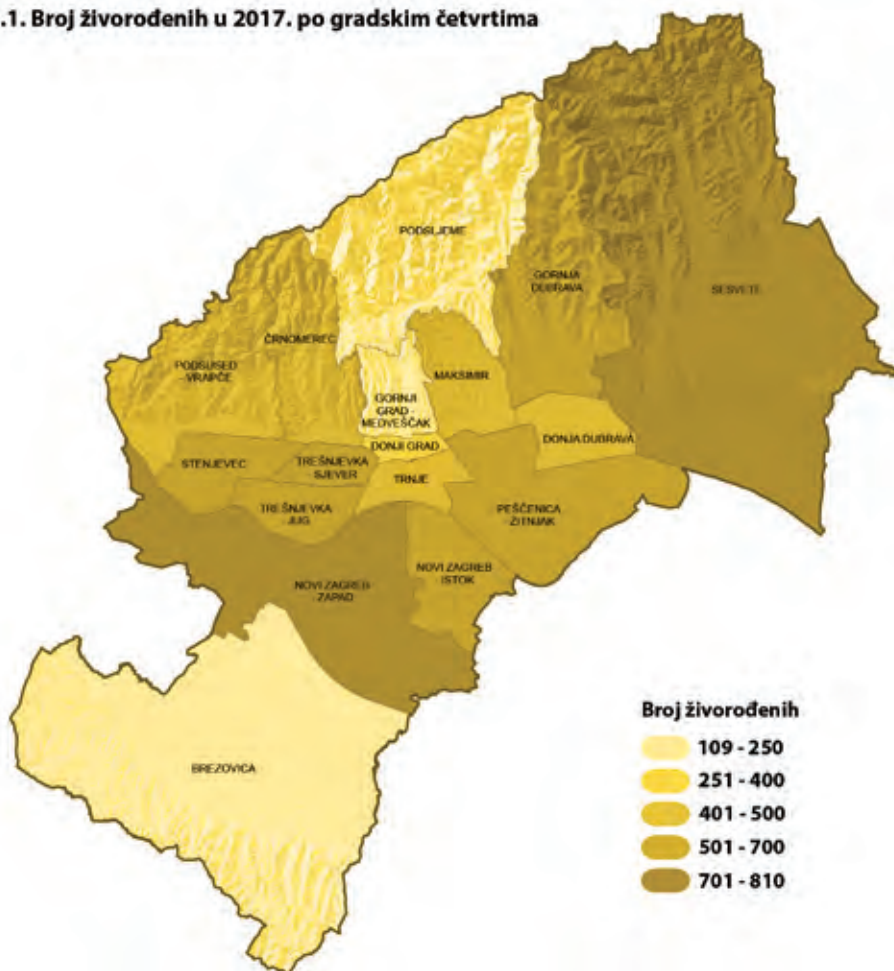 .1. Broj živorođenih u 2017. po gradskim četvrtima
PODSLJEME
GORNJA
DUBRAVA
SESVETE
ČRNOMEREC
PODSUSED
- VRAPČE
MAKSIMIR
GORNJI
GRAD -
MEDVEŠČAK
DONJI GRAD
DONJA DUBRAVA
STENJEVEC
TREŠNJEVKA
- SJEVER
TRNJE
TREŠNJEVKA
- JUG
PEŠČENICA
- ŽITNJAK
NOVI ZAGREB
- ISTOK
NOVI ZAGREB
- ZAPAD
BREZOVICA
Broj živorođenih
109 - 250
251 - 400
401 - 500
501 - 700
701 - 810